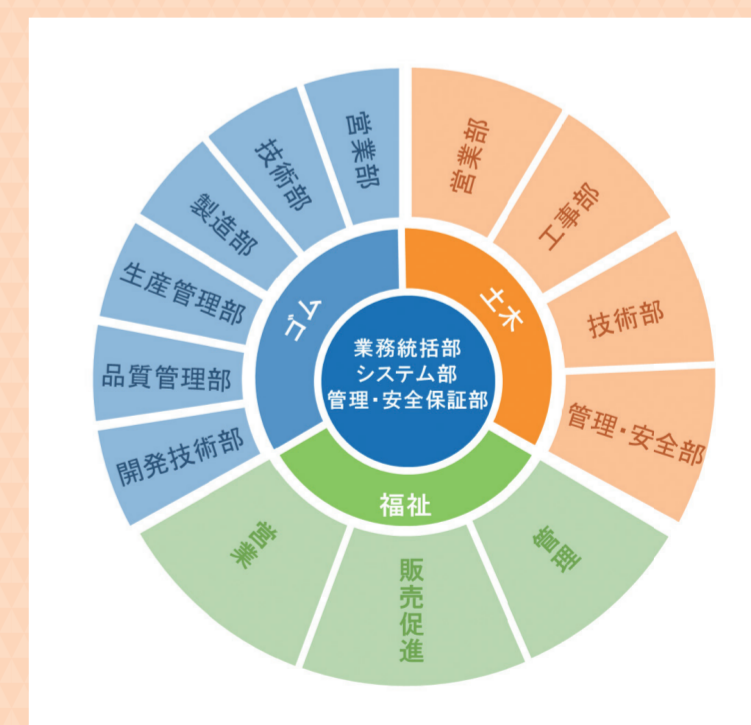 業務統括部
システム部
管理・安全保証部
ゴム
営業部
技術部
製造部
生産管理部
品質管理部
開発技術部
土木
営業部
工事部
技術部
管理・安全部
福祉
営業
販売促進
管理